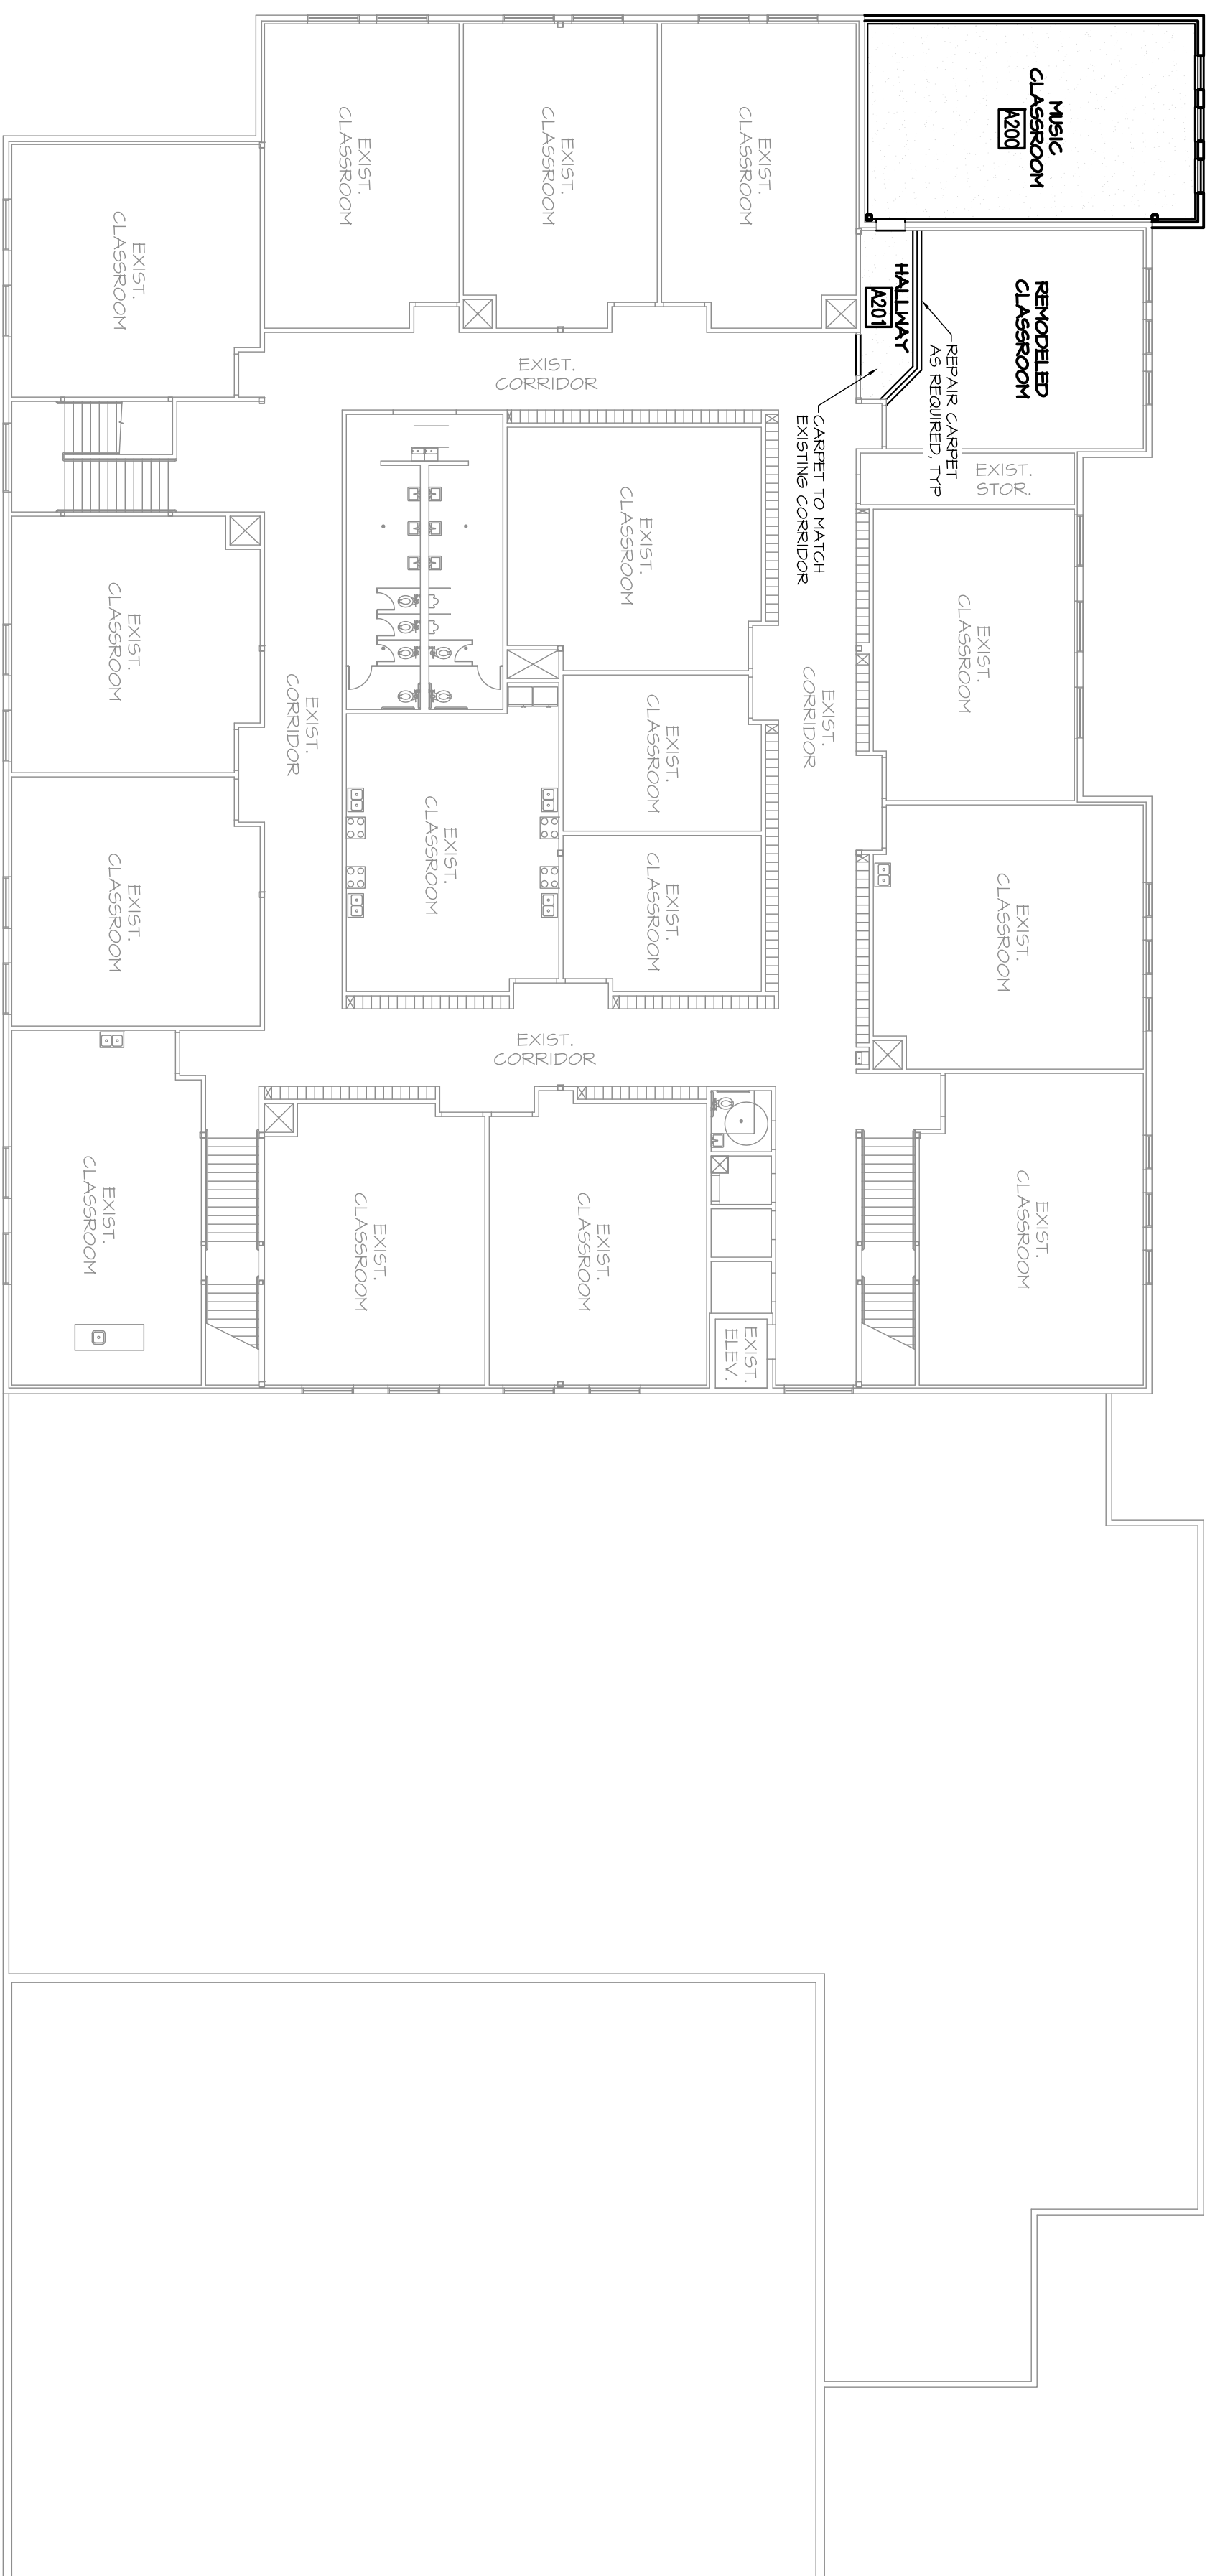 MUSIC
CLASSROOM
A200
REMODELED
CLASSROOM
HALLWAY
A201
REPAIR CARPET
AS REQUIRED, TYP
CARPET TO MATCH
EXISTING CORRIDOR
EXIST.
STOR.
EXIST.
CLASSROOM
EXIST.
CLASSROOM
EXIST.
CLASSROOM
EXIST.
CLASSROOM
EXIST.
CORRIDOR
EXIST.
CLASSROOM
EXIST.
CLASSROOM
EXIST.
CLASSROOM
EXIST.
CORRIDOR
EXIST.
CLASSROOM
EXIST.
CORRIDOR
EXIST.
CLASSROOM
EXIST.
CLASSROOM
EXIST.
CLASSROOM
EXIST.
CLASSROOM
EXIST.
CLASSROOM
EXIST.
CORRIDOR
EXIST.
CLASSROOM
EXIST.
CLASSROOM
EXIST.
CLASSROOM
EXIST.
CLASSROOM
EXIST.
ELEV.